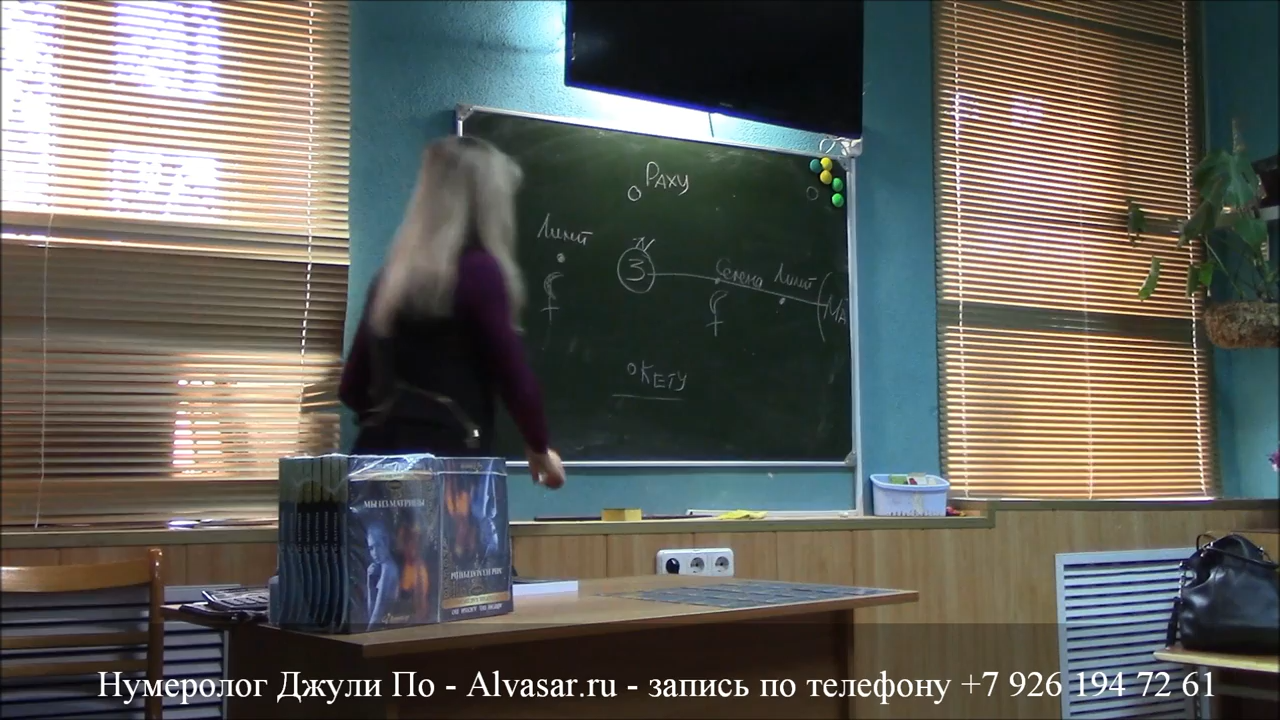 Раху
Лилит
З
Селена Лилит
Кету
МЫ ИЗ МАТРИЦЫ
Нумеролог Джули По - Alvasar.ru - запись по телефону +7 926 194 72 61